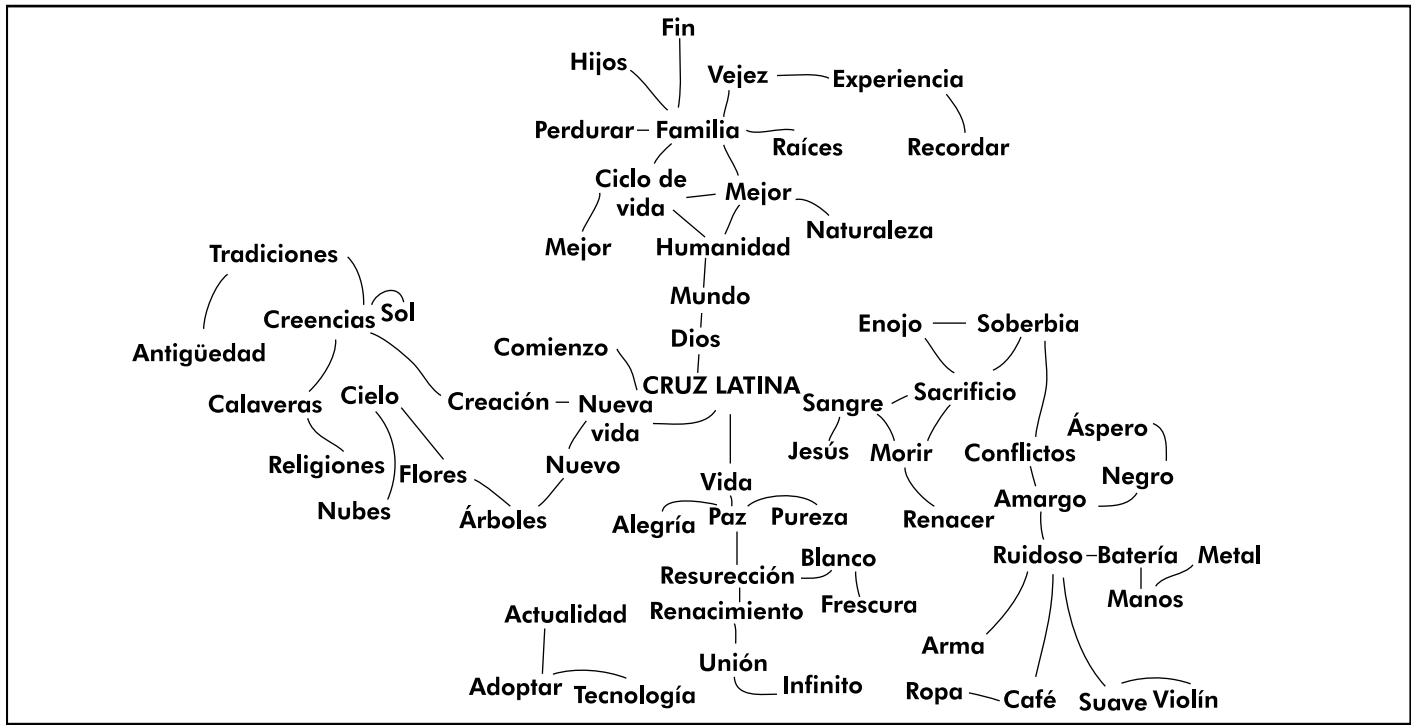 Fin
Hijos
Vejez
Experiencia
Perdurar
Familia
Raíces
Recordar
Ciclo de
vida
Mejor
Naturaleza
Mejor
Humanidad
Tradiciones
Mundo
Creencias
Sol
Antigüedad
Comienzo
Dios
Enojo
Soberbia
CRUZ LATINA
Calaveras
Cielo
Creación
Nueva
vida
Sangre
Sacrificio
Religiones
Flores
Nuevo
Jesús
Morir
Conflictos
Áspero
Negro
Nubes
Árboles
Vida
Alegría
Paz
Pureza
Renacer
Amargo
Resurección
Blanco
Ruidoso
Batería
Metal
Manos
Actualidad
Renacimiento
Frescura
Arma
Unión
Adoptar
Tecnología
Infinito
Ropa
Café
Suave
Violín